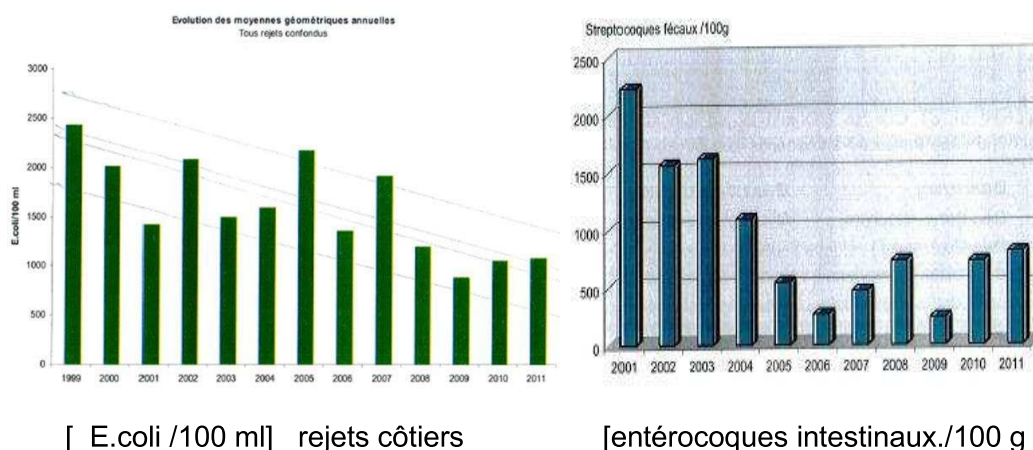 Evolution des moyennes géométriques annuelles
Tous rejets confondus
3000
2500
2000
1500
1000
500
0
E.coli/100 ml
1999 2000 2001 2002 2003 2004 2005 2006 2007 2008 2009 2010 2011
[ E.coli /100 ml] rejets côtiers
Streptocoques fécaux /100g
2500
2000
1500
1000
500
0
2001 2002 2003 2004 2005 2006 2007 2008 2009 2010 2011
[entérocoques intestinaux./100 g